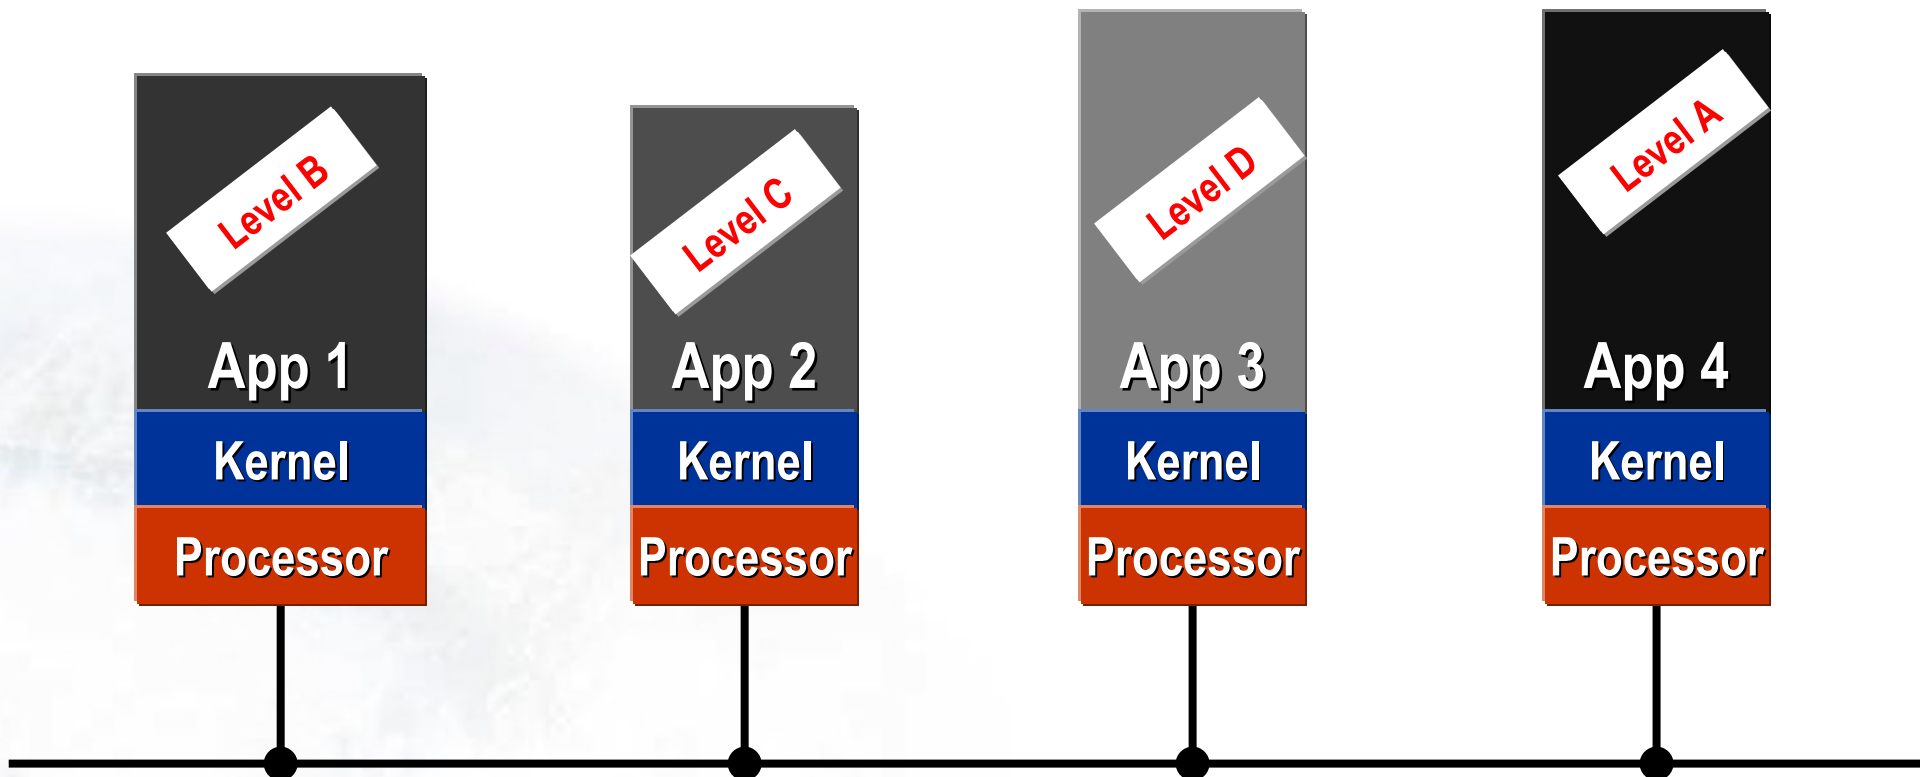 Level B
App 1
Kernel
Processor
Level C
App 2
Kernel
Processor
Level D
App 3
Kernel
Processor
Level A
App 4
Kernel
Processor